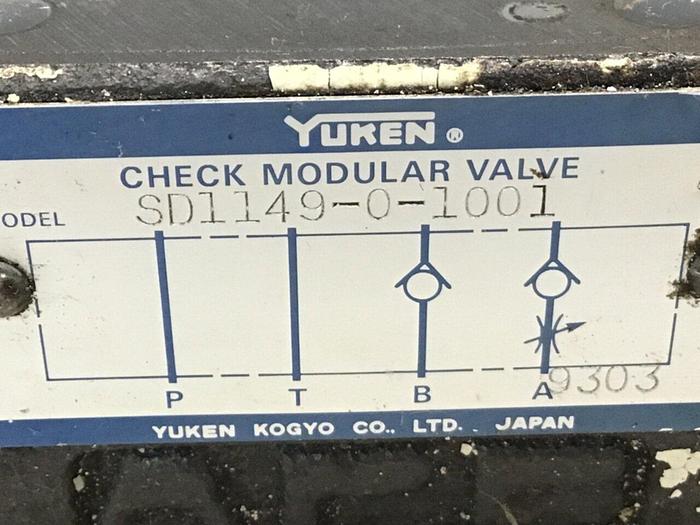 YUKEN ®
CHECK MODULAR VALVE
ODEL SD1149-0-1001
P T B A 9303
YUKEN KOGYO CO., LTD. JAPAN